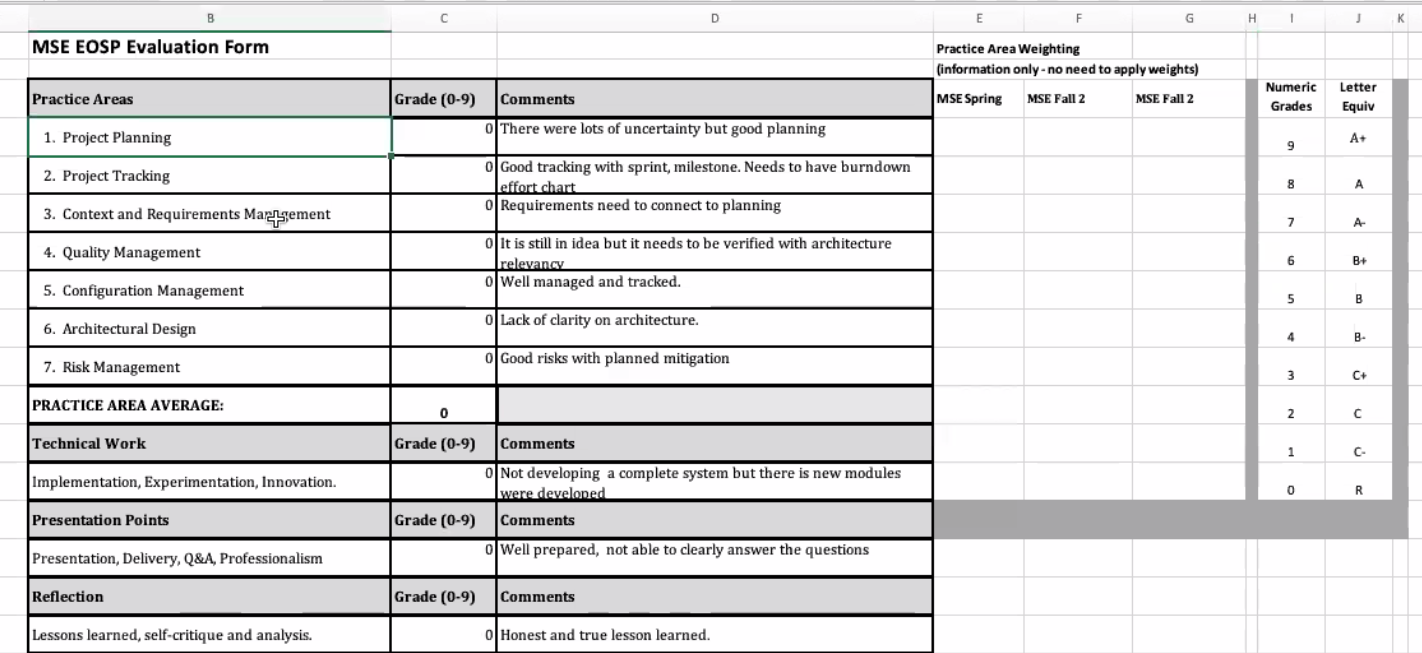 B C D E F G H I J K
MSE EOSP Evaluation Form
Practice Area Weighting
(information only - no need to apply weights)
Practice Areas Grade (0-9) Comments MSE Spring MSE Fall 2 MSE Fall 2 Numeric Grades Letter Equiv
1. Project Planning 0 There were lots of uncertainty but good planning 9 A+
2. Project Tracking 0 Good tracking with sprint, milestone. Needs to have burndown
effort chart 8 A
3. Context and Requirements Management 0 Requirements need to connect to planning 7 A-
4. Quality Management 0 It is still in idea but it needs to be verified with architecture
relevancy 6 B+
5. Configuration Management 0 Well managed and tracked. 5 B
6. Architectural Design 0 Lack of clarity on architecture. 4 B-
7. Risk Management 0 Good risks with planned mitigation 3 C+
PRACTICE AREA AVERAGE: 0 2 C
Technical Work Grade (0-9) Comments 1 C-
Implementation, Experimentation, Innovation. 0 Not developing a complete system but there is new modules
were developed 0 R
Presentation Points Grade (0-9) Comments
Presentation, Delivery, Q&A, Professionalism 0 Well prepared, not able to clearly answer the questions
Reflection Grade (0-9) Comments
Lessons learned, self-critique and analysis. 0 Honest and true lesson learned.